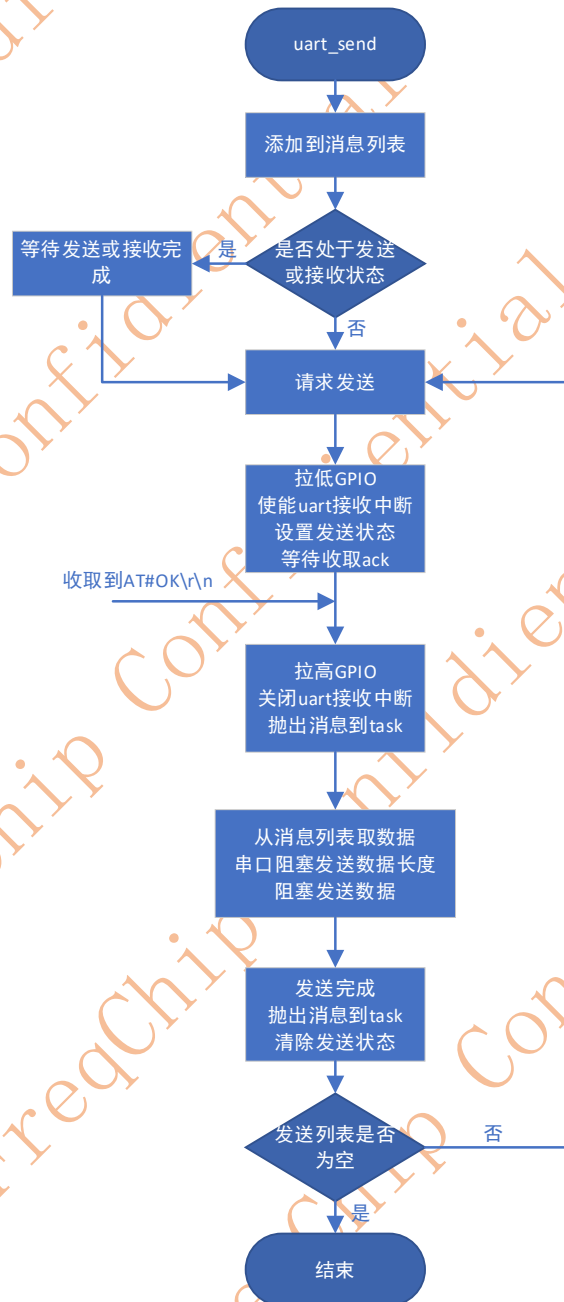 uart_send
添加到消息列表
是否处于发送
或接收状态
是
等待发送或接收完
成
否
请求发送
拉低GPIO
使能uart接收中断
设置发送状态
等待收取ack
收取到AT#OK\r\n
拉高GPIO
关闭uart接收中断
抛出消息到task
从消息列表取数据
串口阻塞发送数据长度
阻塞发送数据
发送完成
抛出消息到task
清除发送状态
发送列表是否
为空
否
是
结束